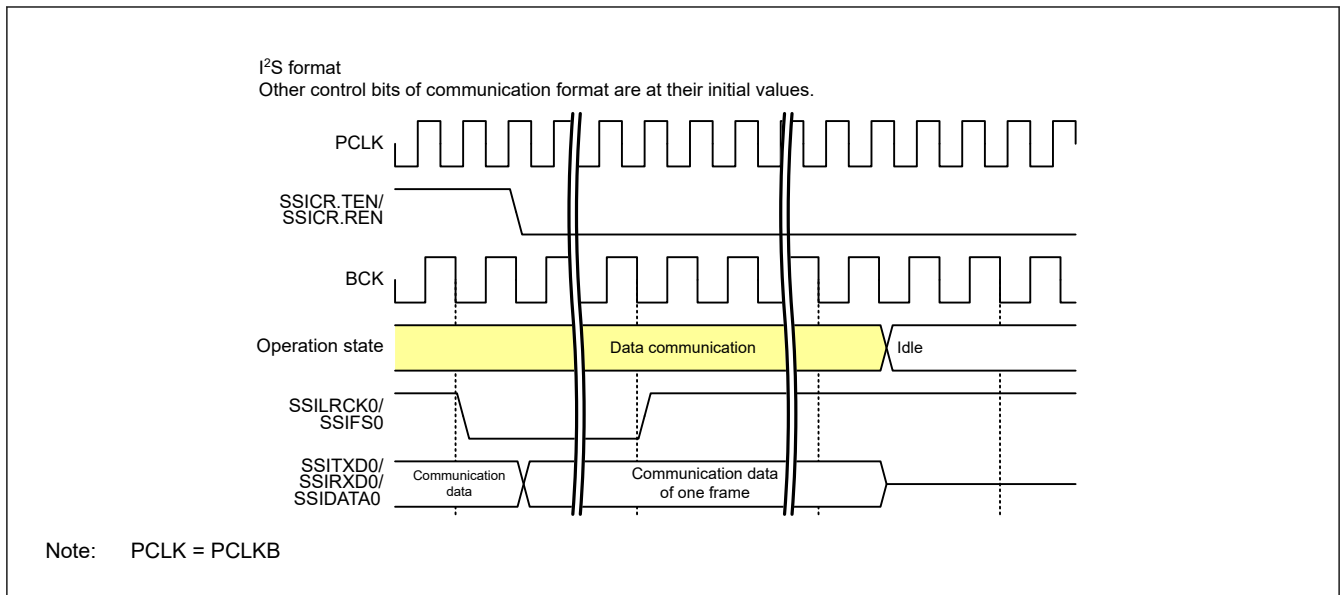 I²S format
Other control bits of communication format are at their initial values.
PCLK
SSICR.TEN/
SSICR.REN
BCK
Operation state
Data communication
Idle
SSILRCK0/
SSIFS0
SSITXD0/
SSIRXD0/
SSIDATA0
Communication
data
Communication data
of one frame
Note: PCLK = PCLKB